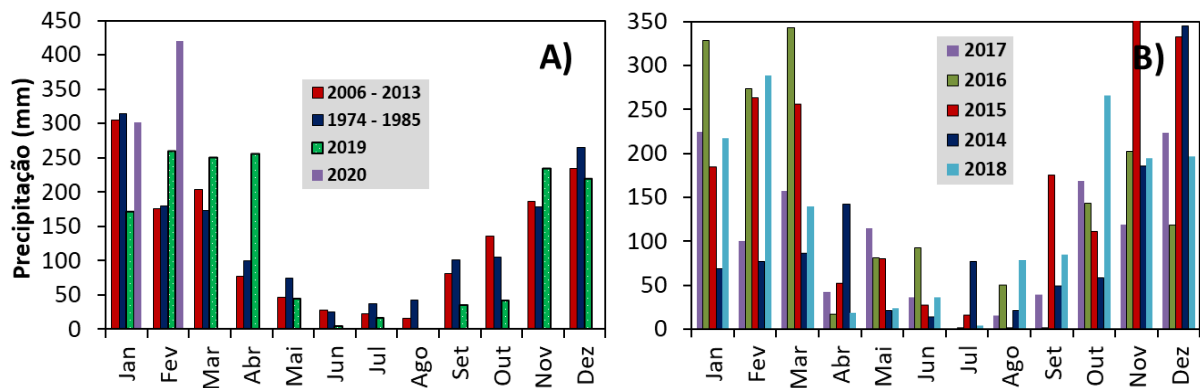 Precipitação (mm)
450
400
350
300
250
200
150
100
50
0
A)
2006 - 2013
1974 - 1985
2019
2020
Jan
Fev
Mar
Abr
Mai
Jun
Jul
Ago
Set
Out
Nov
Dez
350
300
250
200
150
100
50
0
B)
2017
2016
2015
2014
2018
Jan
Fev
Mar
Abr
Mai
Jun
Jul
Ago
Set
Out
Nov
Dez